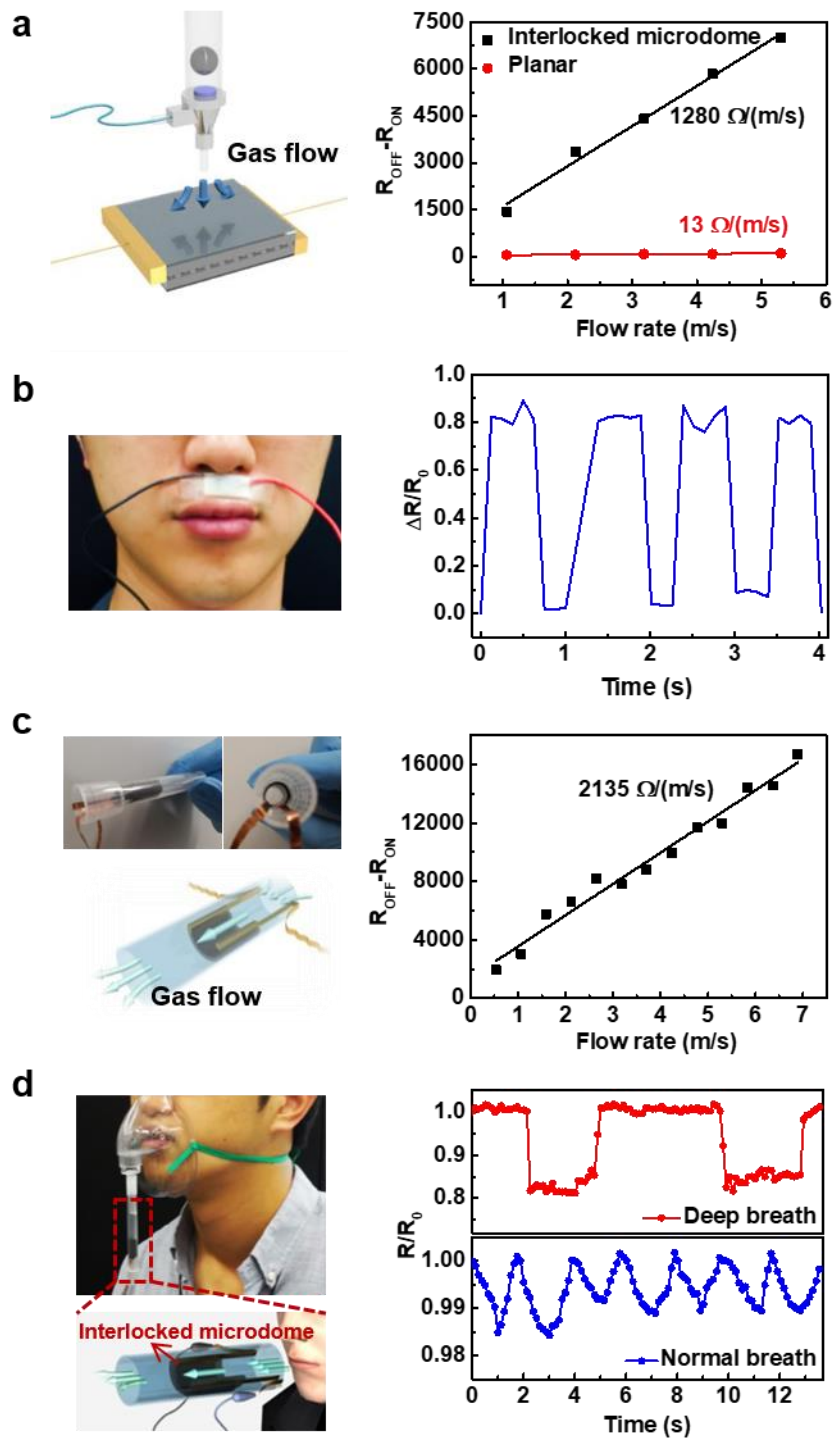 a
Gas flow
7500
6000
4500
3000
1500
0
R_OFF-R_ON
Interlocked microdome
Planar
1280 Ω/(m/s)
13 Ω/(m/s)
1 2 3 4 5 6
Flow rate (m/s)
b
1.0
0.8
0.6
0.4
0.2
0.0
ΔR/R_0
0 1 2 3 4
Time (s)
c
Gas flow
16000
12000
8000
4000
0
R_OFF-R_ON
2135 Ω/(m/s)
0 1 2 3 4 5 6 7
Flow rate (m/s)
d
Interlocked microdome
1.0
0.9
0.8
Deep breath
R/R_0
1.00
0.99
0.98
Normal breath
0 2 4 6 8 10 12
Time (s)